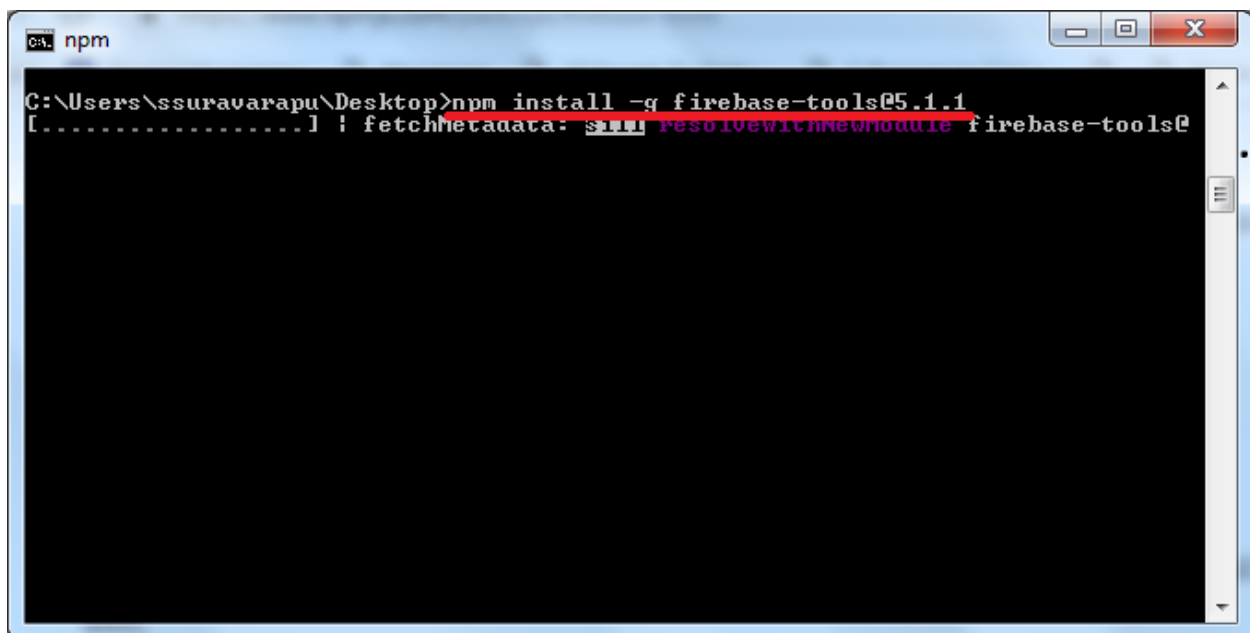 npm
C:\Users\ssuravarapu\Desktop>npm install -g firebase-tools@5.1.1
[..................] ¦ fetchMetadata: sill resolveWithNewModule firebase-tools@